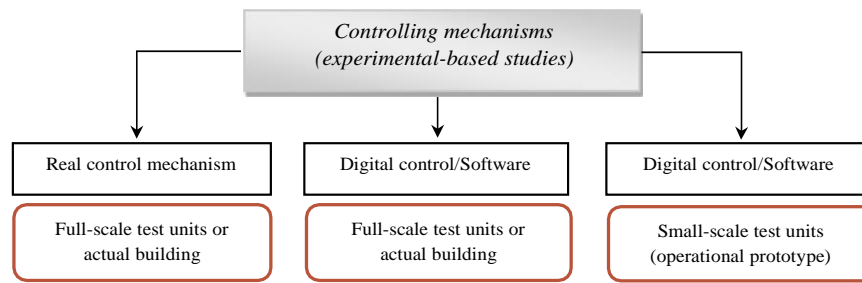 Controlling mechanisms
(experimental-based studies)
Real control mechanism
Digital control/Software
Digital control/Software
Full-scale test units or
actual building
Full-scale test units or
actual building
Small-scale test units
(operational prototype)